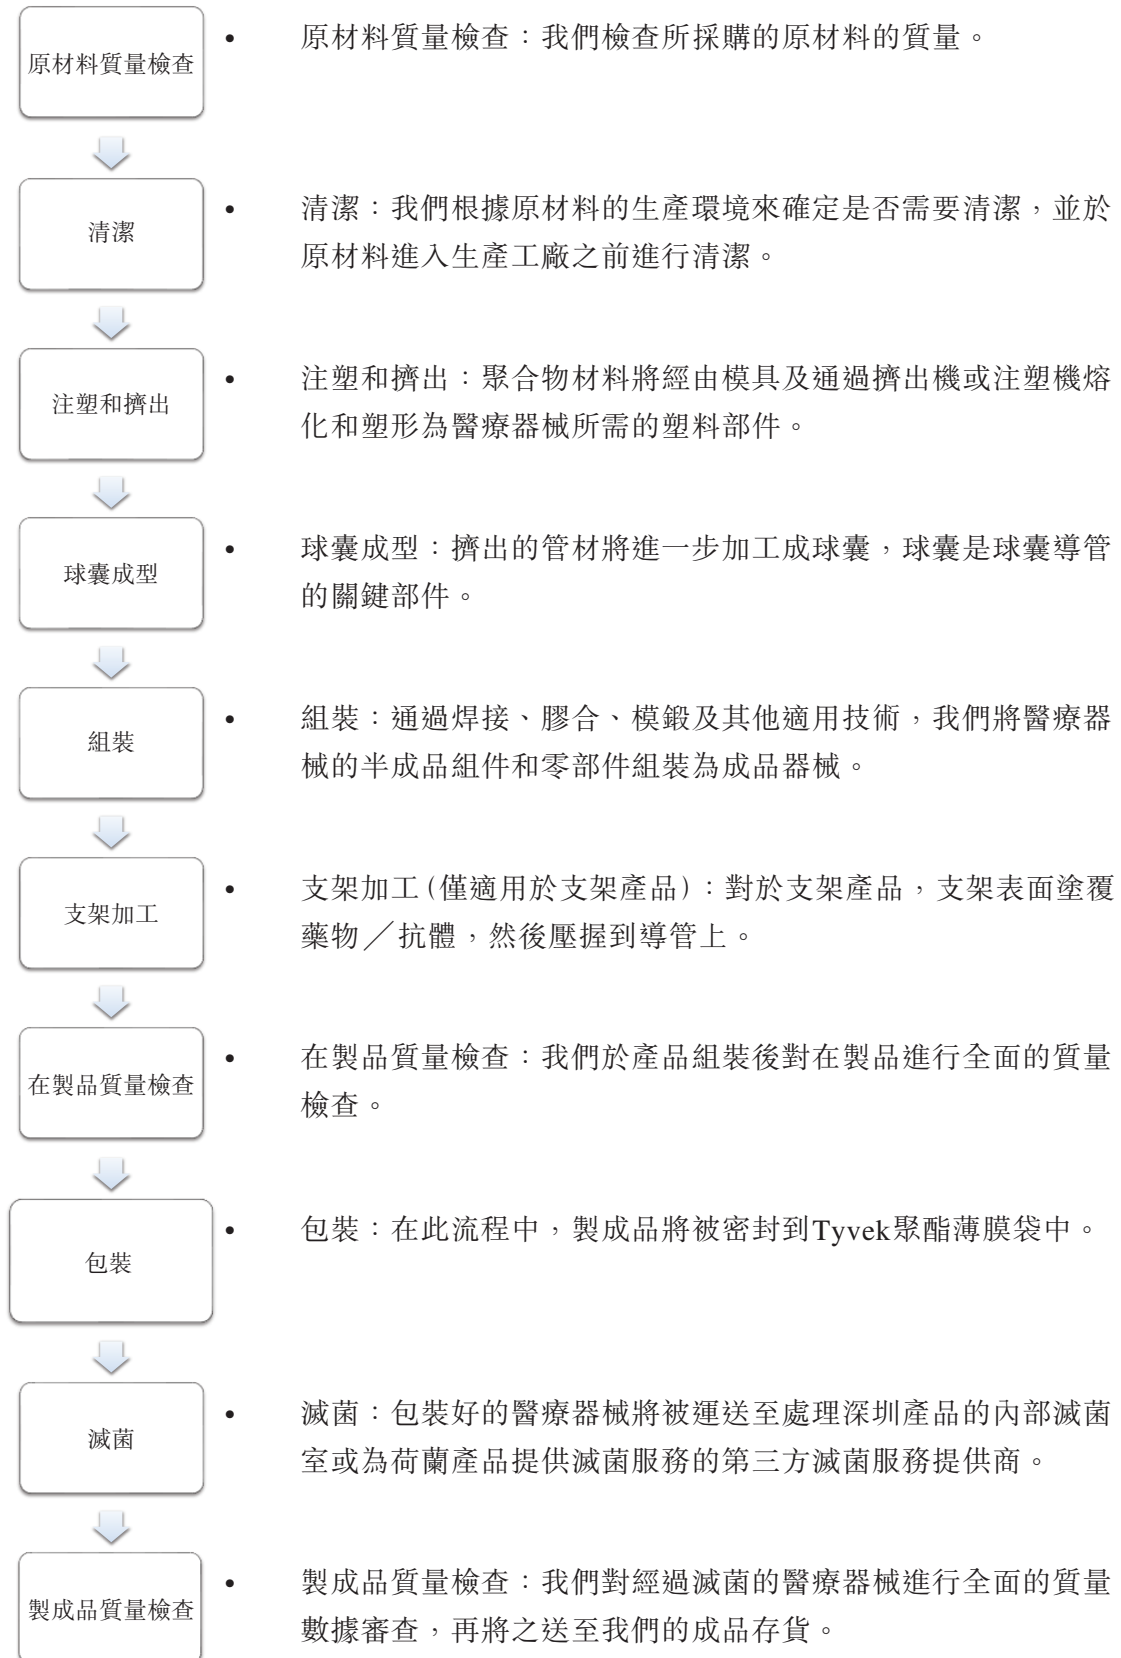 原材料質量檢查
• 原材料質量檢查：我們檢查所採購的原材料的質量。
清潔
• 清潔：我們根據原材料的生產環境來確定是否需要清潔，並於
原材料進入生產工廠之前進行清潔。
注塑和擠出
• 注塑和擠出：聚合物材料將經由模具及通過擠出機或注塑機熔
化和塑形為醫療器械所需的塑料部件。
球囊成型
• 球囊成型：擠出的管材將進一步加工成球囊，球囊是球囊導管
的關鍵部件。
組裝
• 組裝：通過焊接、膠合、模鍛及其他適用技術，我們將醫療器
械的半成品組件和零部件組裝為成品器械。
支架加工
• 支架加工（僅適用於支架產品）：對於支架產品，支架表面塗覆
藥物／抗體，然後壓握到導管上。
在製品質量檢查
• 在製品質量檢查：我們於產品組裝後對在製品進行全面的質量
檢查。
包裝
• 包裝：在此流程中，製成品將被密封到Tyvek聚酯薄膜袋中。
滅菌
• 滅菌：包裝好的醫療器械將被運送至處理深圳產品的內部滅菌
室或為荷蘭產品提供滅菌服務的第三方滅菌服務提供商。
製成品質量檢查
• 製成品質量檢查：我們對經過滅菌的醫療器械進行全面的質量
數據審查，再將之送至我們的成品存貨。